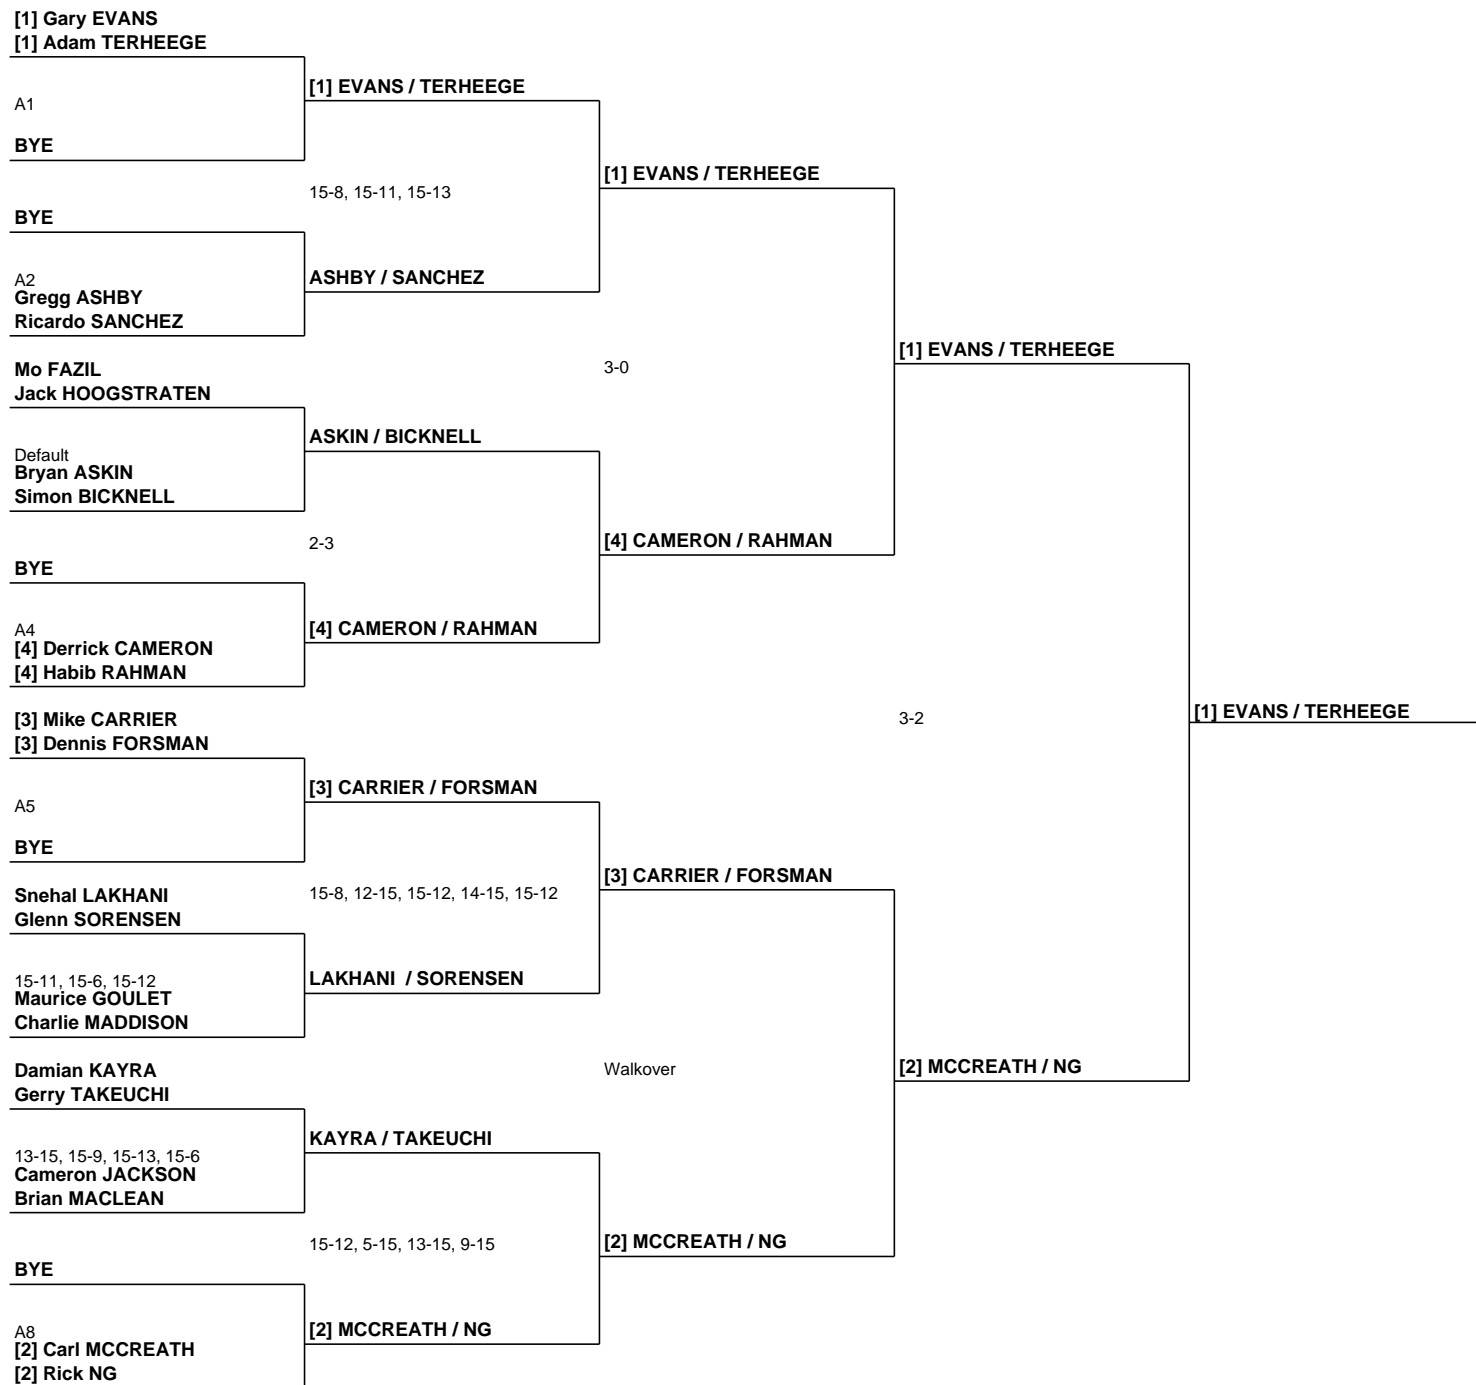 [1] Gary EVANS
[1] Adam TERHEEGE
[1] EVANS / TERHEEGE
A1
BYE
[1] EVANS / TERHEEGE
15-8, 15-11, 15-13
BYE
ASHBY / SANCHEZ
A2
Gregg ASHBY
Ricardo SANCHEZ
[1] EVANS / TERHEEGE
Mo FAZIL
3-0
Jack HOOGSTRATEN
ASKIN / BICKNELL
Default
Bryan ASKIN
Simon BICKNELL
[4] CAMERON / RAHMAN
2-3
BYE
[4] CAMERON / RAHMAN
A4
[4] Derrick CAMERON
[4] Habib RAHMAN
[1] EVANS / TERHEEGE
[3] Mike CARRIER
3-2
[3] Dennis FORSMAN
[3] CARRIER / FORSMAN
A5
BYE
[3] CARRIER / FORSMAN
Snehal LAKHANI
15-8, 12-15, 15-12, 14-15, 15-12
Glenn SORENSEN
LAKHANI / SORENSEN
15-11, 15-6, 15-12
Maurice GOULET
Charlie MADDISON
[2] MCCREATH / NG
Damian KAYRA
Walkover
Gerry TAKEUCHI
KAYRA / TAKEUCHI
13-15, 15-9, 15-13, 15-6
Cameron JACKSON
Brian MACLEAN
[2] MCCREATH / NG
15-12, 5-15, 13-15, 9-15
BYE
[2] MCCREATH / NG
A8
[2] Carl MCCREATH
[2] Rick NG